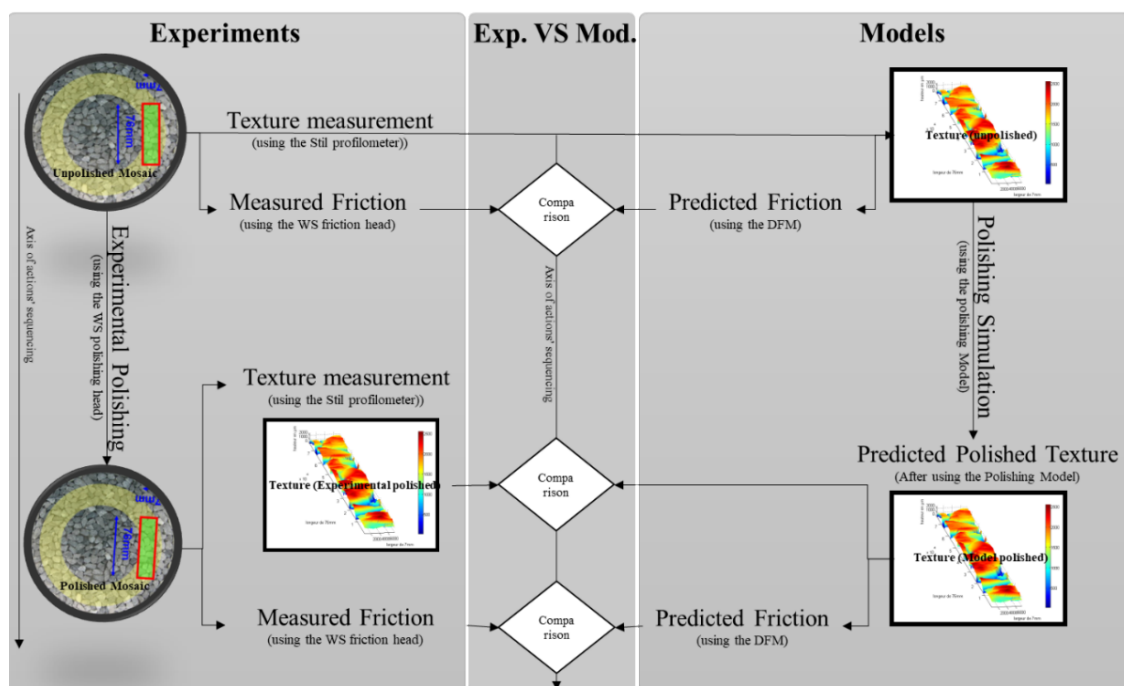 Experiments
Exp. VS Mod.
Models
7mm
78mm
Unpolished Mosaic
Texture measurement
(using the Stil profilometer))
Measured Friction
(using the WS friction head)
Compa
rison
Predicted Friction
(using the DFM)
Texture (unpolished)
Axis of actions' sequencing
Experimental Polishing
(using the WS polishing head)
Axis of actions' sequencing
Polishing Simulation
(using the polishing Model)
Texture measurement
(using the Stil profilometer))
Texture (Experimental polished)
Compa
rison
Predicted Polished Texture
(After using the Polishing Model)
Texture (Model polished)
7mm
78mm
Polished Mosaic
Measured Friction
(using the WS friction head)
Compa
rison
Predicted Friction
(using the DFM)